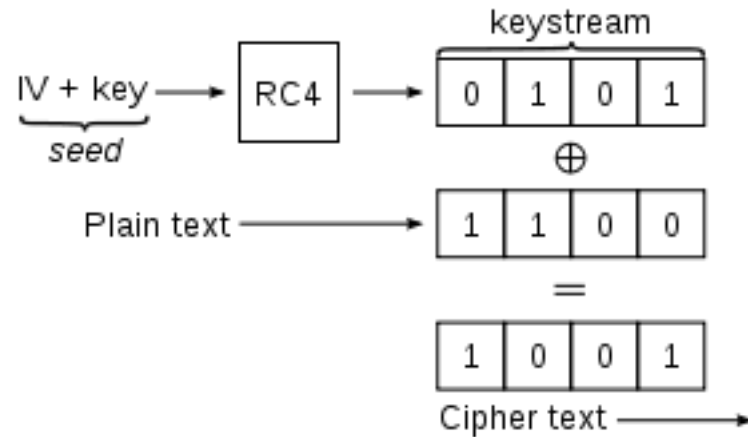 keystream
IV + key
RC4
0 1 0 1
seed
⊕
Plain text
1 1 0 0
=
1 0 0 1
Cipher text